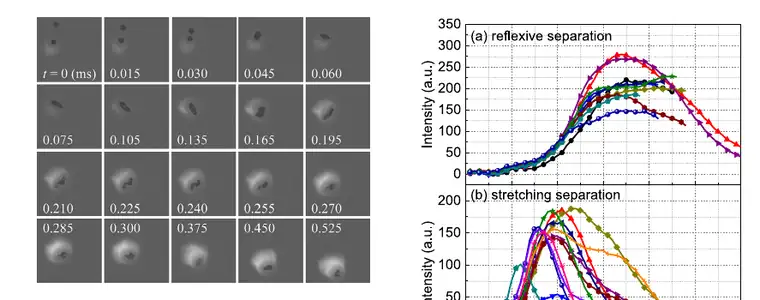 t = 0 (ms) 0.015 0.030 0.045 0.060
0.075 0.105 0.135 0.165 0.195
0.210 0.225 0.240 0.255 0.270
0.285 0.300 0.375 0.450 0.525
(a) reflexive separation
Intensity (a.u.)
350
300
250
200
150
100
50
0
(b) stretching separation
200
150
100
50